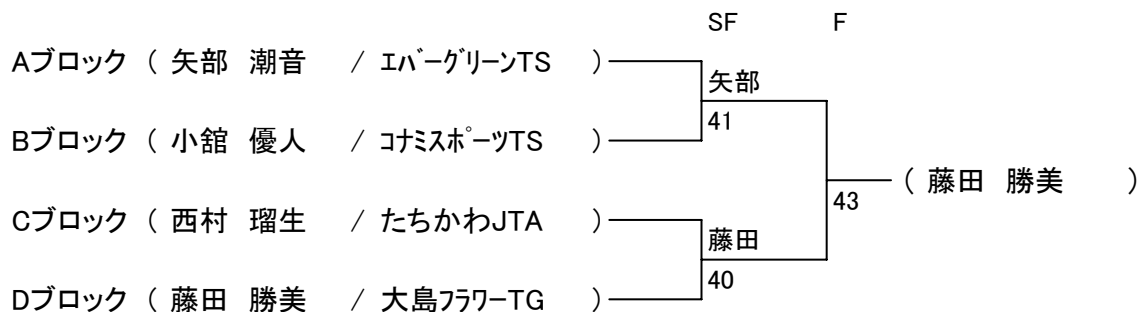 SF F
Aブロック ( 矢部 潮音 / ｴﾊﾞｰｸﾞﾘｰﾝTS )
矢部
41
Bブロック ( 小舘 優人 / ｺﾅﾐｽﾎﾟｰﾂTS )
( 藤田 勝美 )
43
Cブロック ( 西村 瑠生 / たちかわJTA )
藤田
40
Dブロック ( 藤田 勝美 / 大島ﾌﾗﾜｰTG )